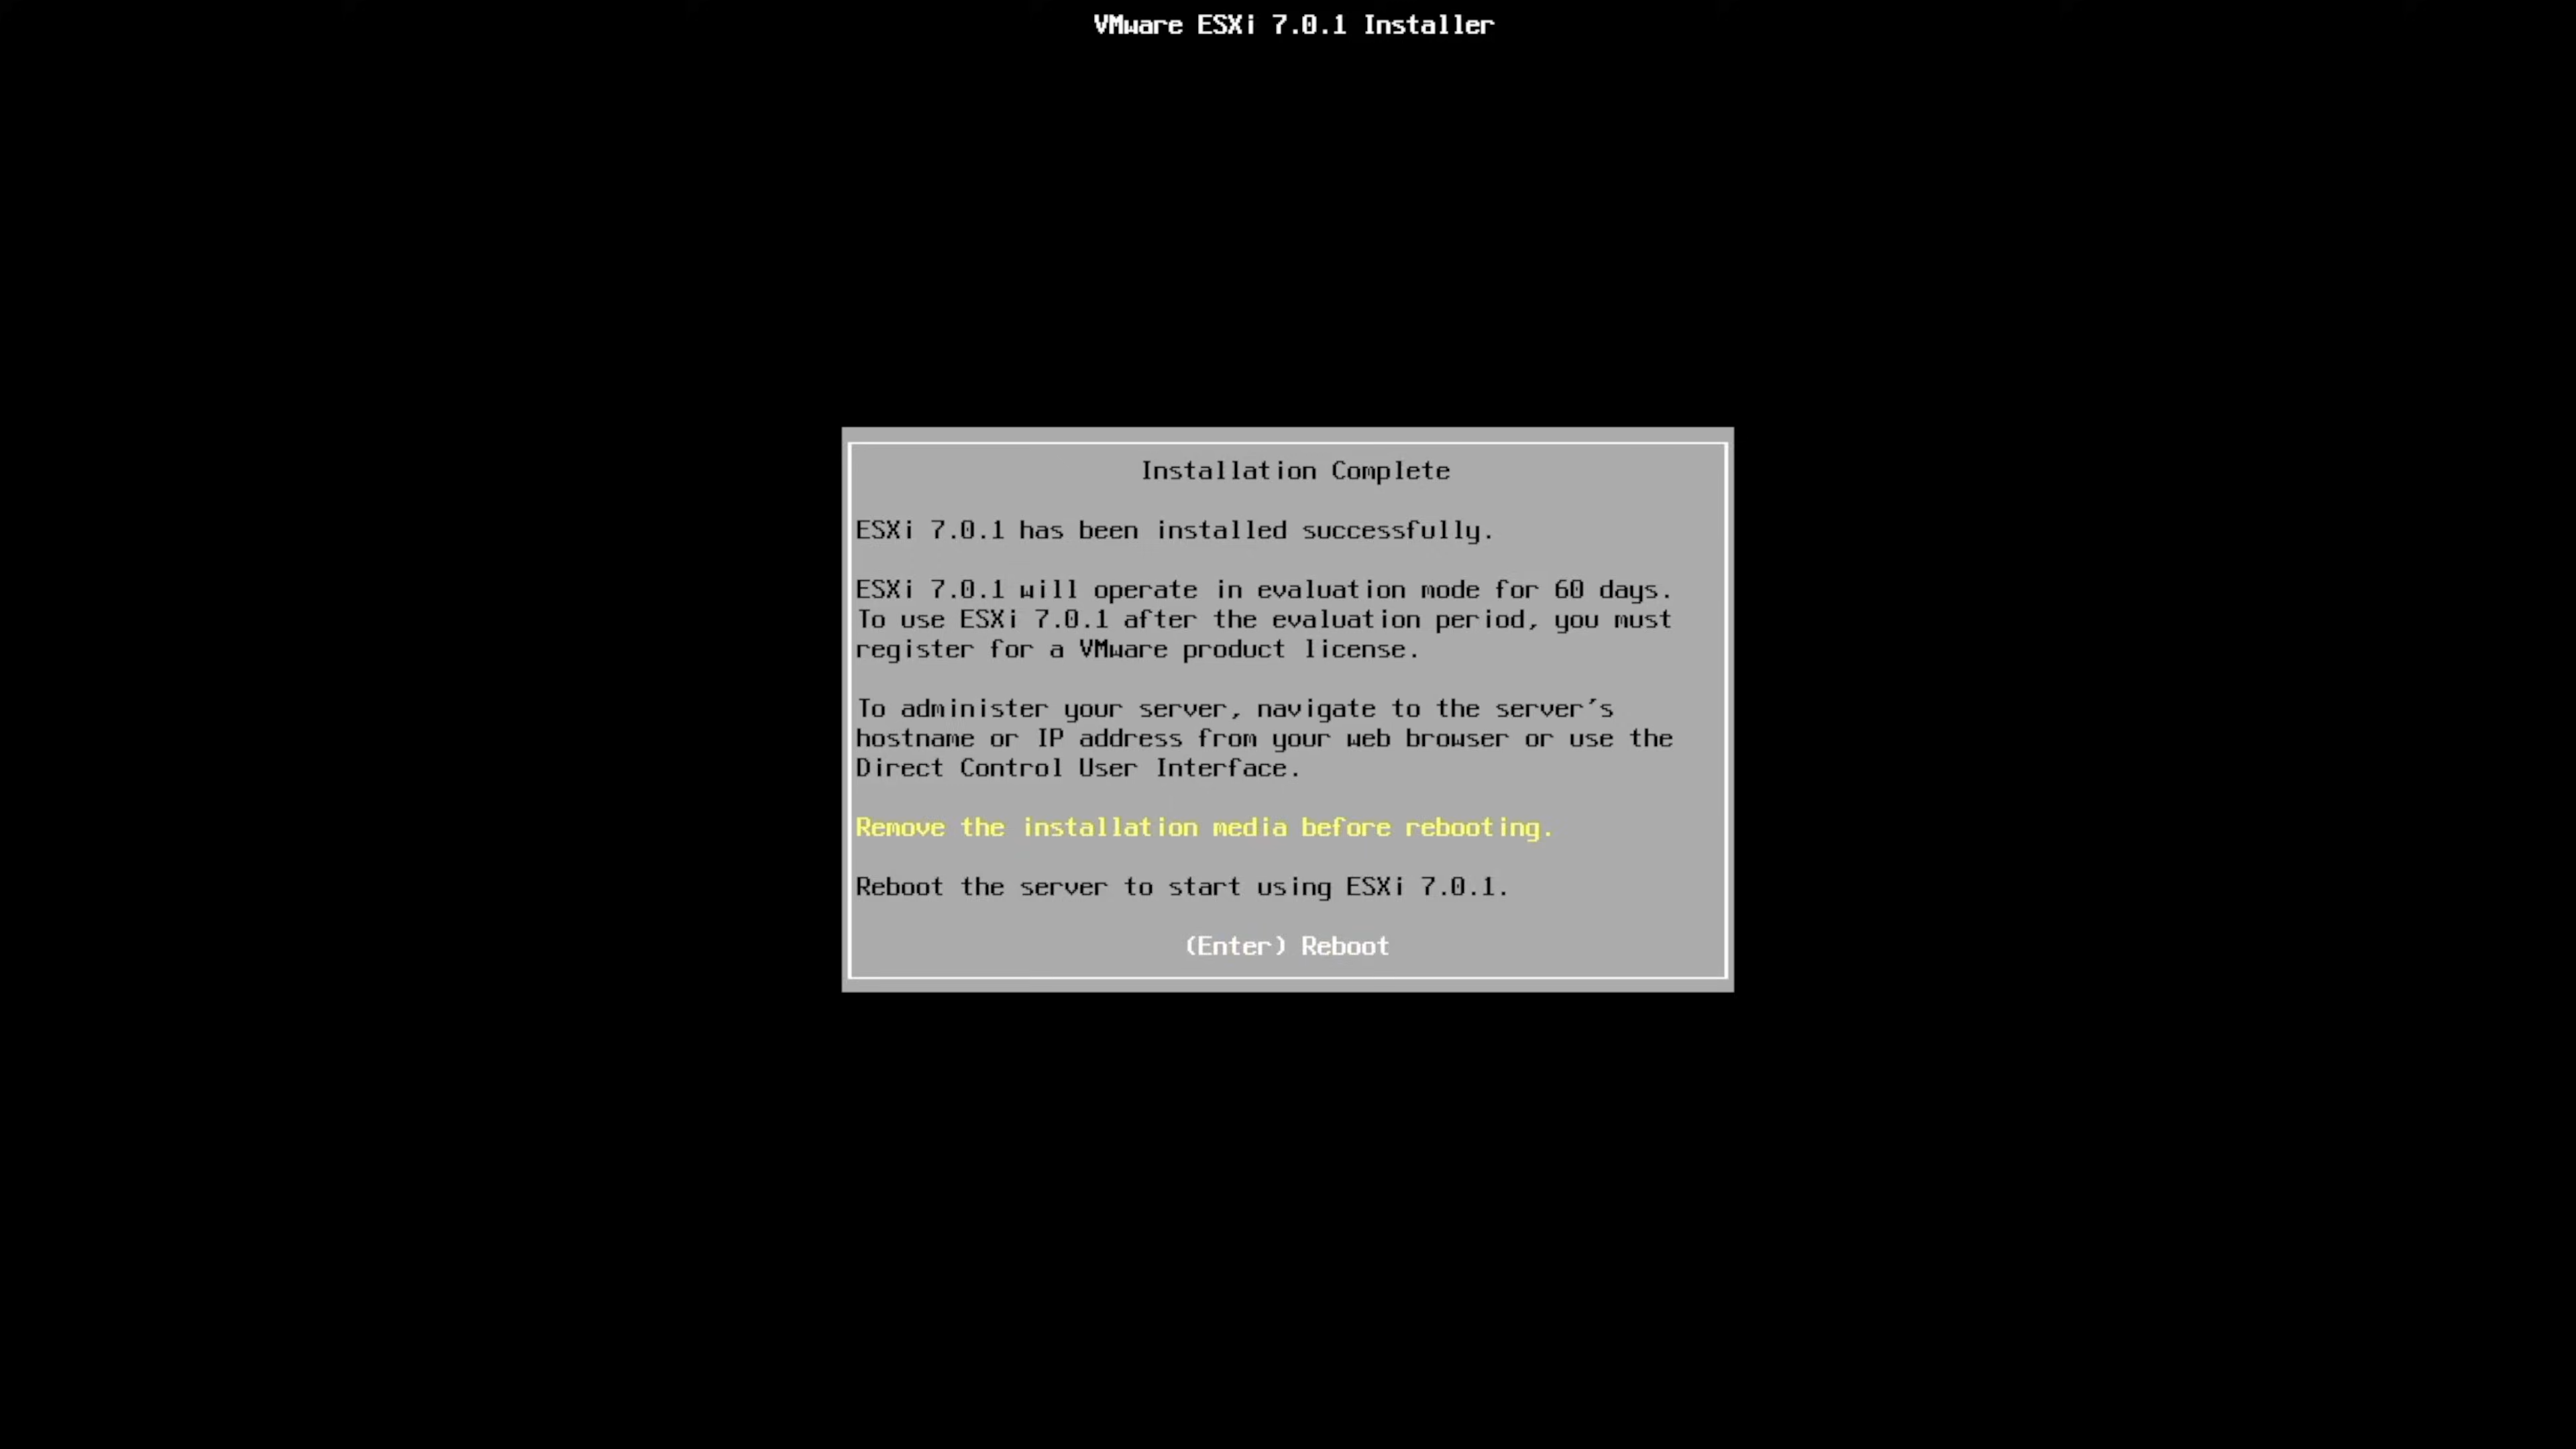 VMware ESXi 7.0.1 Installer
Installation Complete
ESXi 7.0.1 has been installed successfully.
ESXi 7.0.1 will operate in evaluation mode for 60 days.
To use ESXi 7.0.1 after the evaluation period, you must
register for a VMware product license.
To administer your server, navigate to the server's
hostname or IP address from your web browser or use the
Direct Control User Interface.
Remove the installation media before rebooting.
Reboot the server to start using ESXi 7.0.1.
(Enter) Reboot